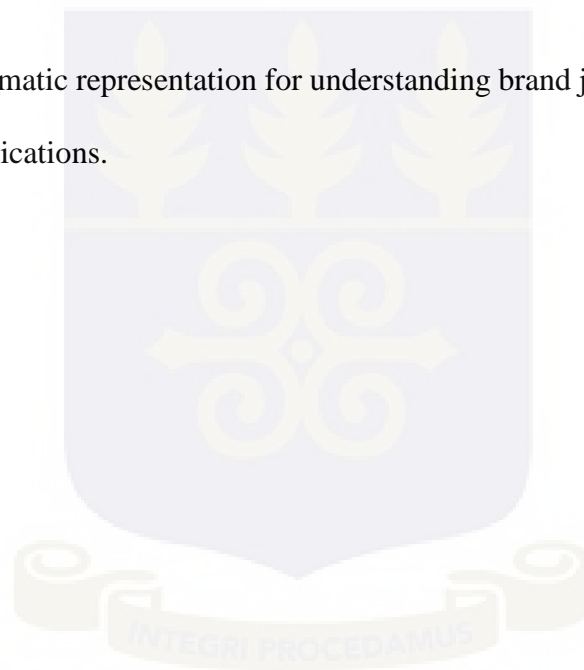 matic representation for understanding brand j
ications.
INTEGRI PROCEDAMUS